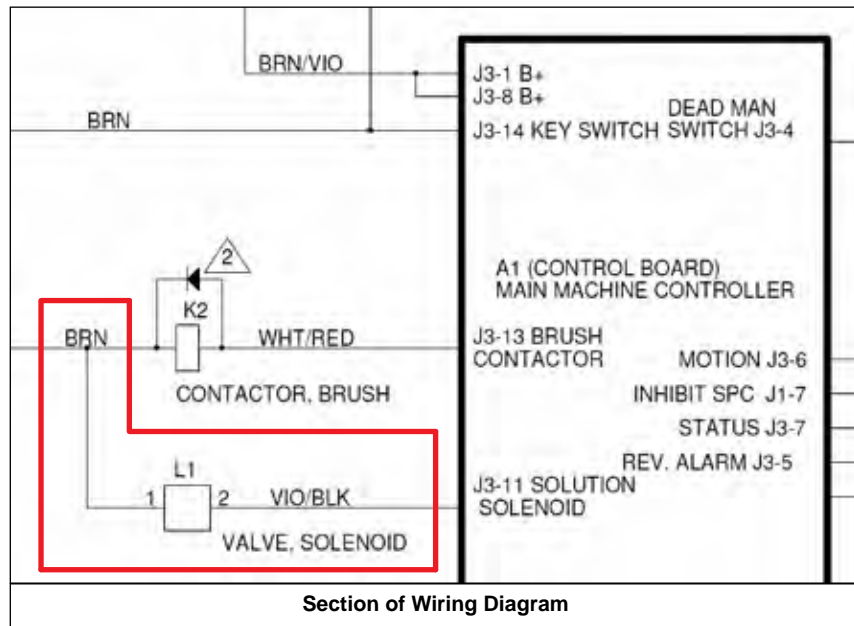 BRN/VIO
J3-1 B+
J3-8 B+
BRN
J3-14 KEY SWITCH
DEAD MAN
SWITCH J3-4
2
K2
A1 (CONTROL BOARD)
MAIN MACHINE CONTROLLER
BRN
WHT/RED
J3-13 BRUSH
CONTACTOR
CONTACTOR, BRUSH
MOTION J3-6
INHIBIT SPC J1-7
STATUS J3-7
REV. ALARM J3-5
L1
1
2
VIO/BLK
J3-11 SOLUTION
SOLENOID
VALVE, SOLENOID
Section of Wiring Diagram